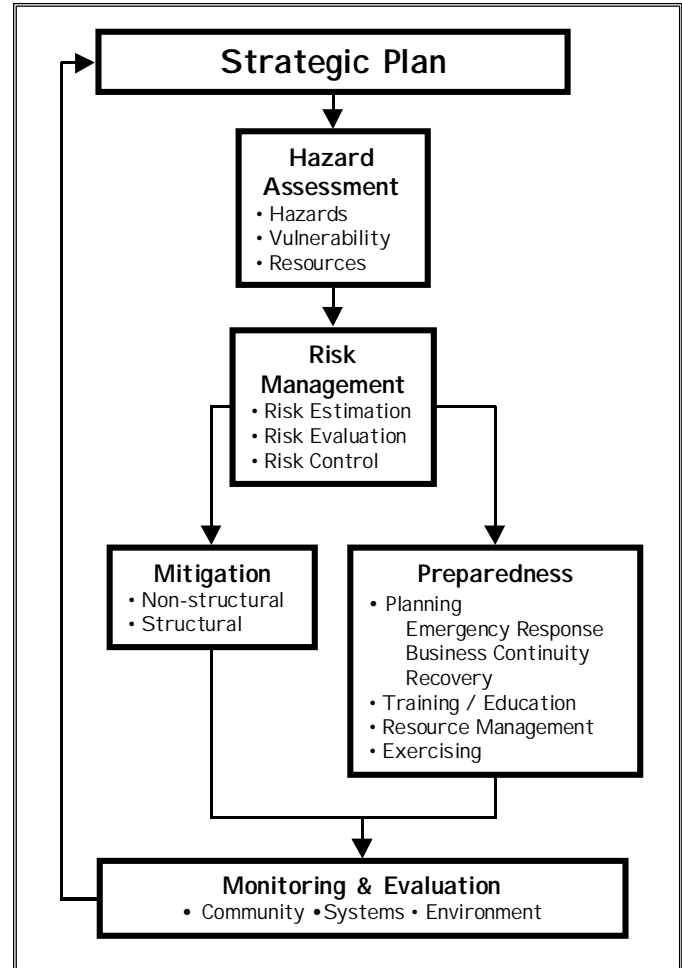 Strategic Plan
Hazard
Assessment
• Hazards
• Vulnerability
• Resources
Risk
Management
• Risk Estimation
• Risk Evaluation
• Risk Control
Mitigation
• Non-structural
• Structural
Preparedness
• Planning
Emergency Response
Business Continuity
Recovery
• Training / Education
• Resource Management
• Exercising
Monitoring & Evaluation
• Community • Systems • Environment